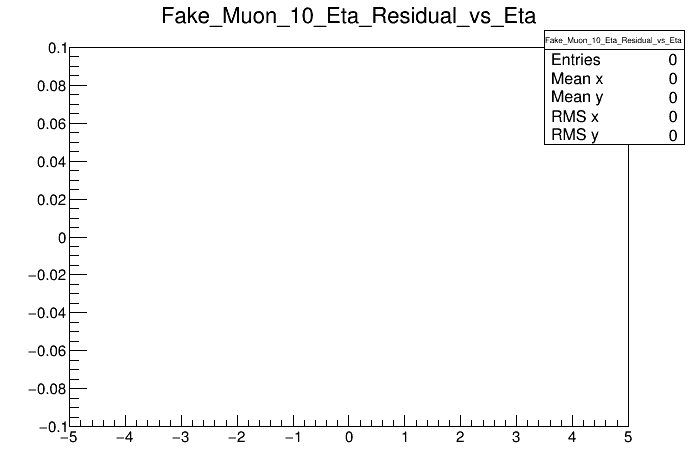 Fake_Muon_10_Eta_Residual_vs_Eta
Fake_Muon_10_Eta_Residual_vs_Eta
Entries 0
Mean x 0
Mean y 0
RMS x 0
RMS y 0
0.1
0.08
0.06
0.04
0.02
0
−0.02
−0.04
−0.06
−0.08
−0.1
−5 −4 −3 −2 −1 0 1 2 3 4 5